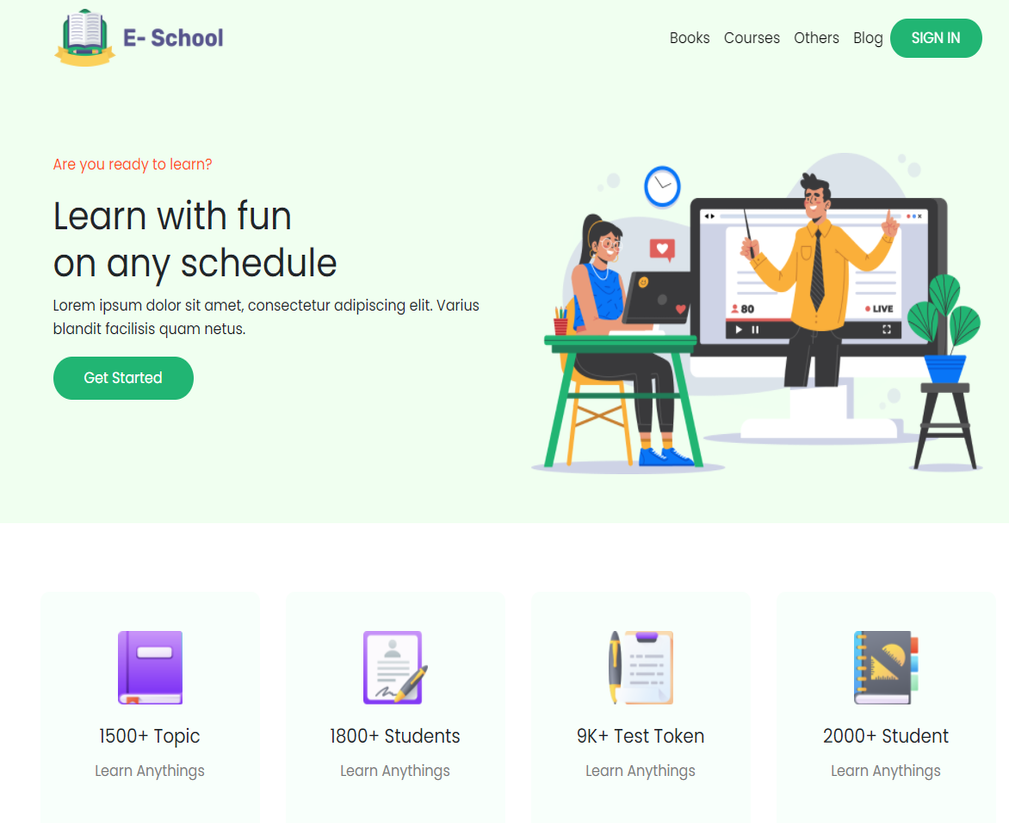 E- School
Books Courses Others Blog SIGN IN
Are you ready to learn?
Learn with fun
on any schedule
Lorem ipsum dolor sit amet, consectetur adipiscing elit. Varius
blandit facilisis quam netus.
Get Started
80
LIVE
1500+ Topic
Learn Anythings
1800+ Students
Learn Anythings
9K+ Test Token
Learn Anythings
2000+ Student
Learn Anythings